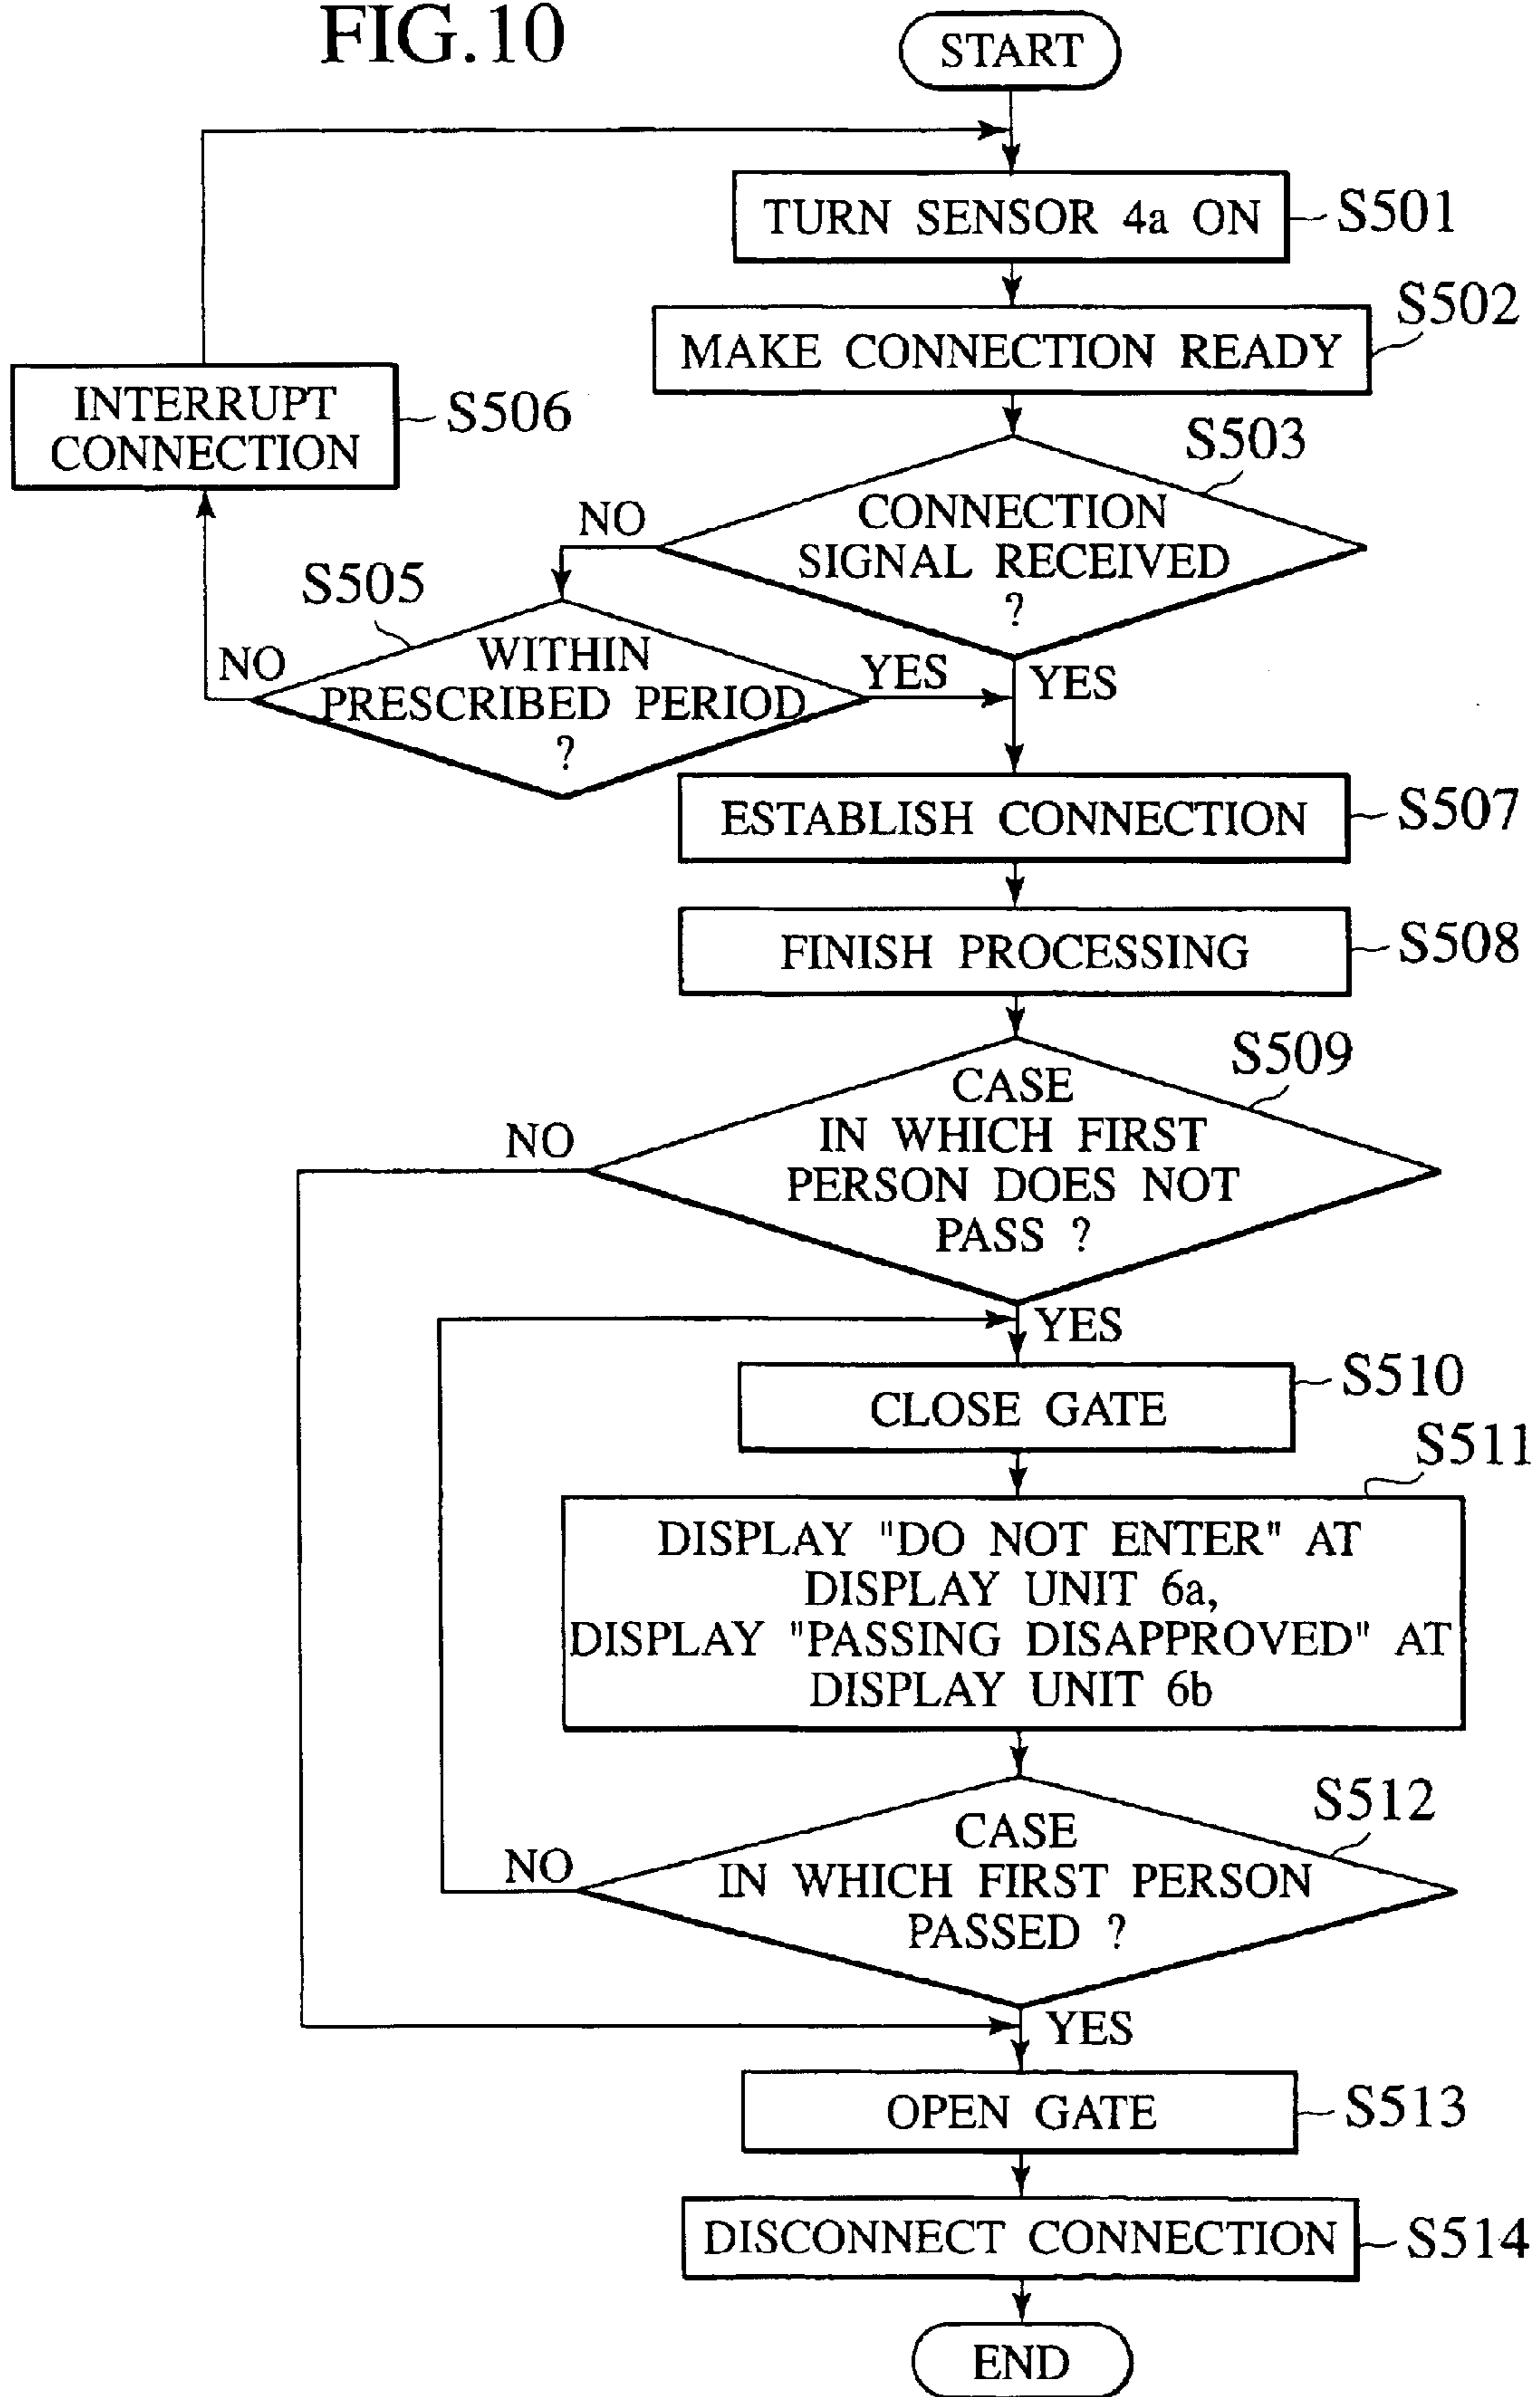 FIG.10
START
TURN SENSOR 4a ON
S501
S502
MAKE CONNECTION READY
INTERRUPT
CONNECTION
S506
S503
NO
CONNECTION
SIGNAL RECEIVED
?
S505
NO
WITHIN
PRESCRIBED PERIOD
?
YES
YES
ESTABLISH CONNECTION
S507
FINISH PROCESSING
S508
S509
NO
CASE
IN WHICH FIRST
PERSON DOES NOT
PASS ?
YES
CLOSE GATE
S510
S511
DISPLAY "DO NOT ENTER" AT
DISPLAY UNIT 6a,
DISPLAY "PASSING DISAPPROVED" AT
DISPLAY UNIT 6b
S512
NO
CASE
IN WHICH FIRST PERSON
PASSED ?
YES
OPEN GATE
S513
DISCONNECT CONNECTION
S514
END